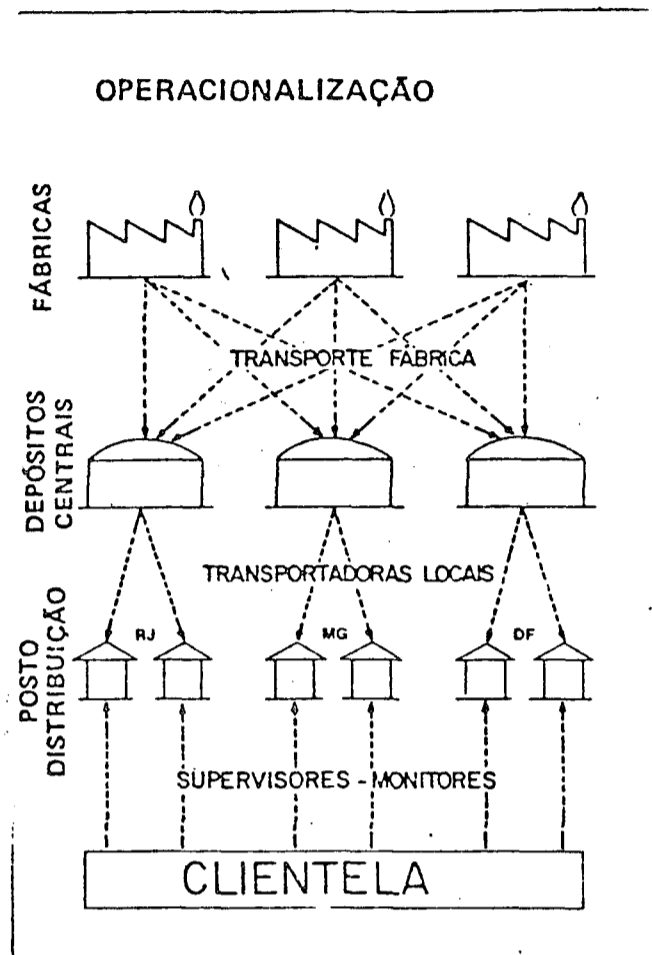 OPERACIONALIZAÇÃO
FÁBRICAS
TRANSPORTE FÁBRICA
DEPÓSITOS
CENTRAIS
TRANSPORTADORAS LOCAIS
RJ
MG
DF
POSTO
DISTRIBUIÇÃO
SUPERVISORES - MONITORES
CLIENTELA